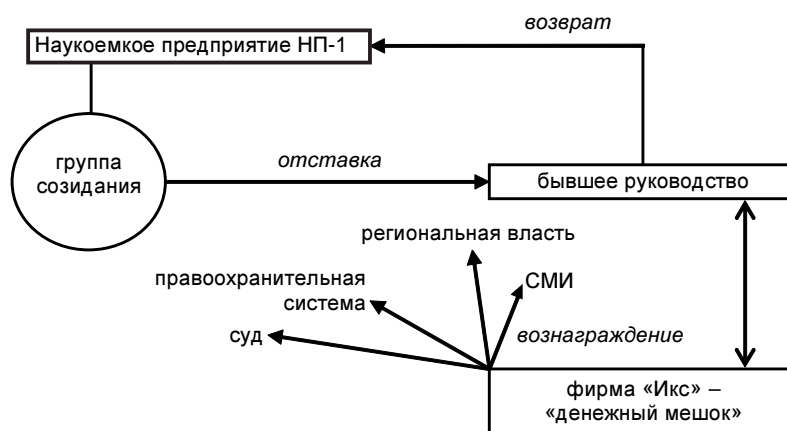 возврат
Наукоемкое предприятие НП-1
группа
созидания
отставка
бывшее руководство
региональная власть
правоохранительная
система
СМИ
суд
вознаграждение
фирма «Икс» –
«денежный мешок»